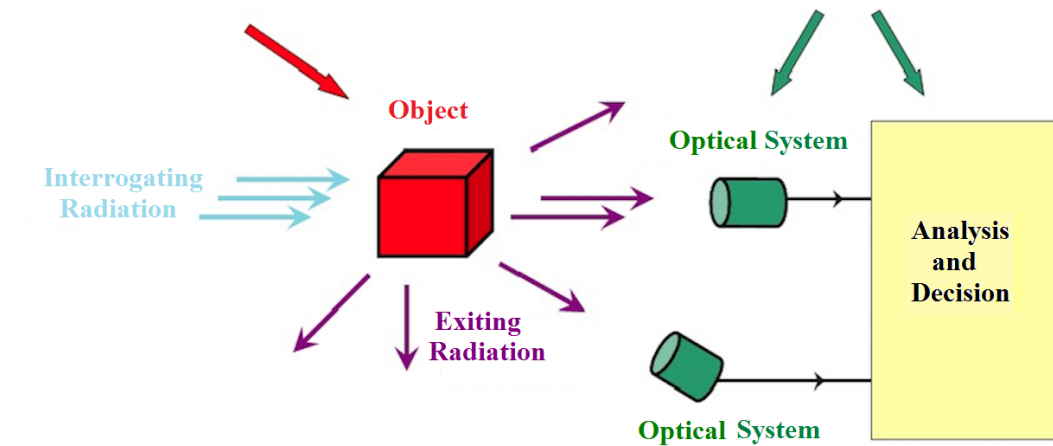 Object
Optical System
Interrogating
Radiation
Analysis
and
Decision
Exiting
Radiation
Optical System